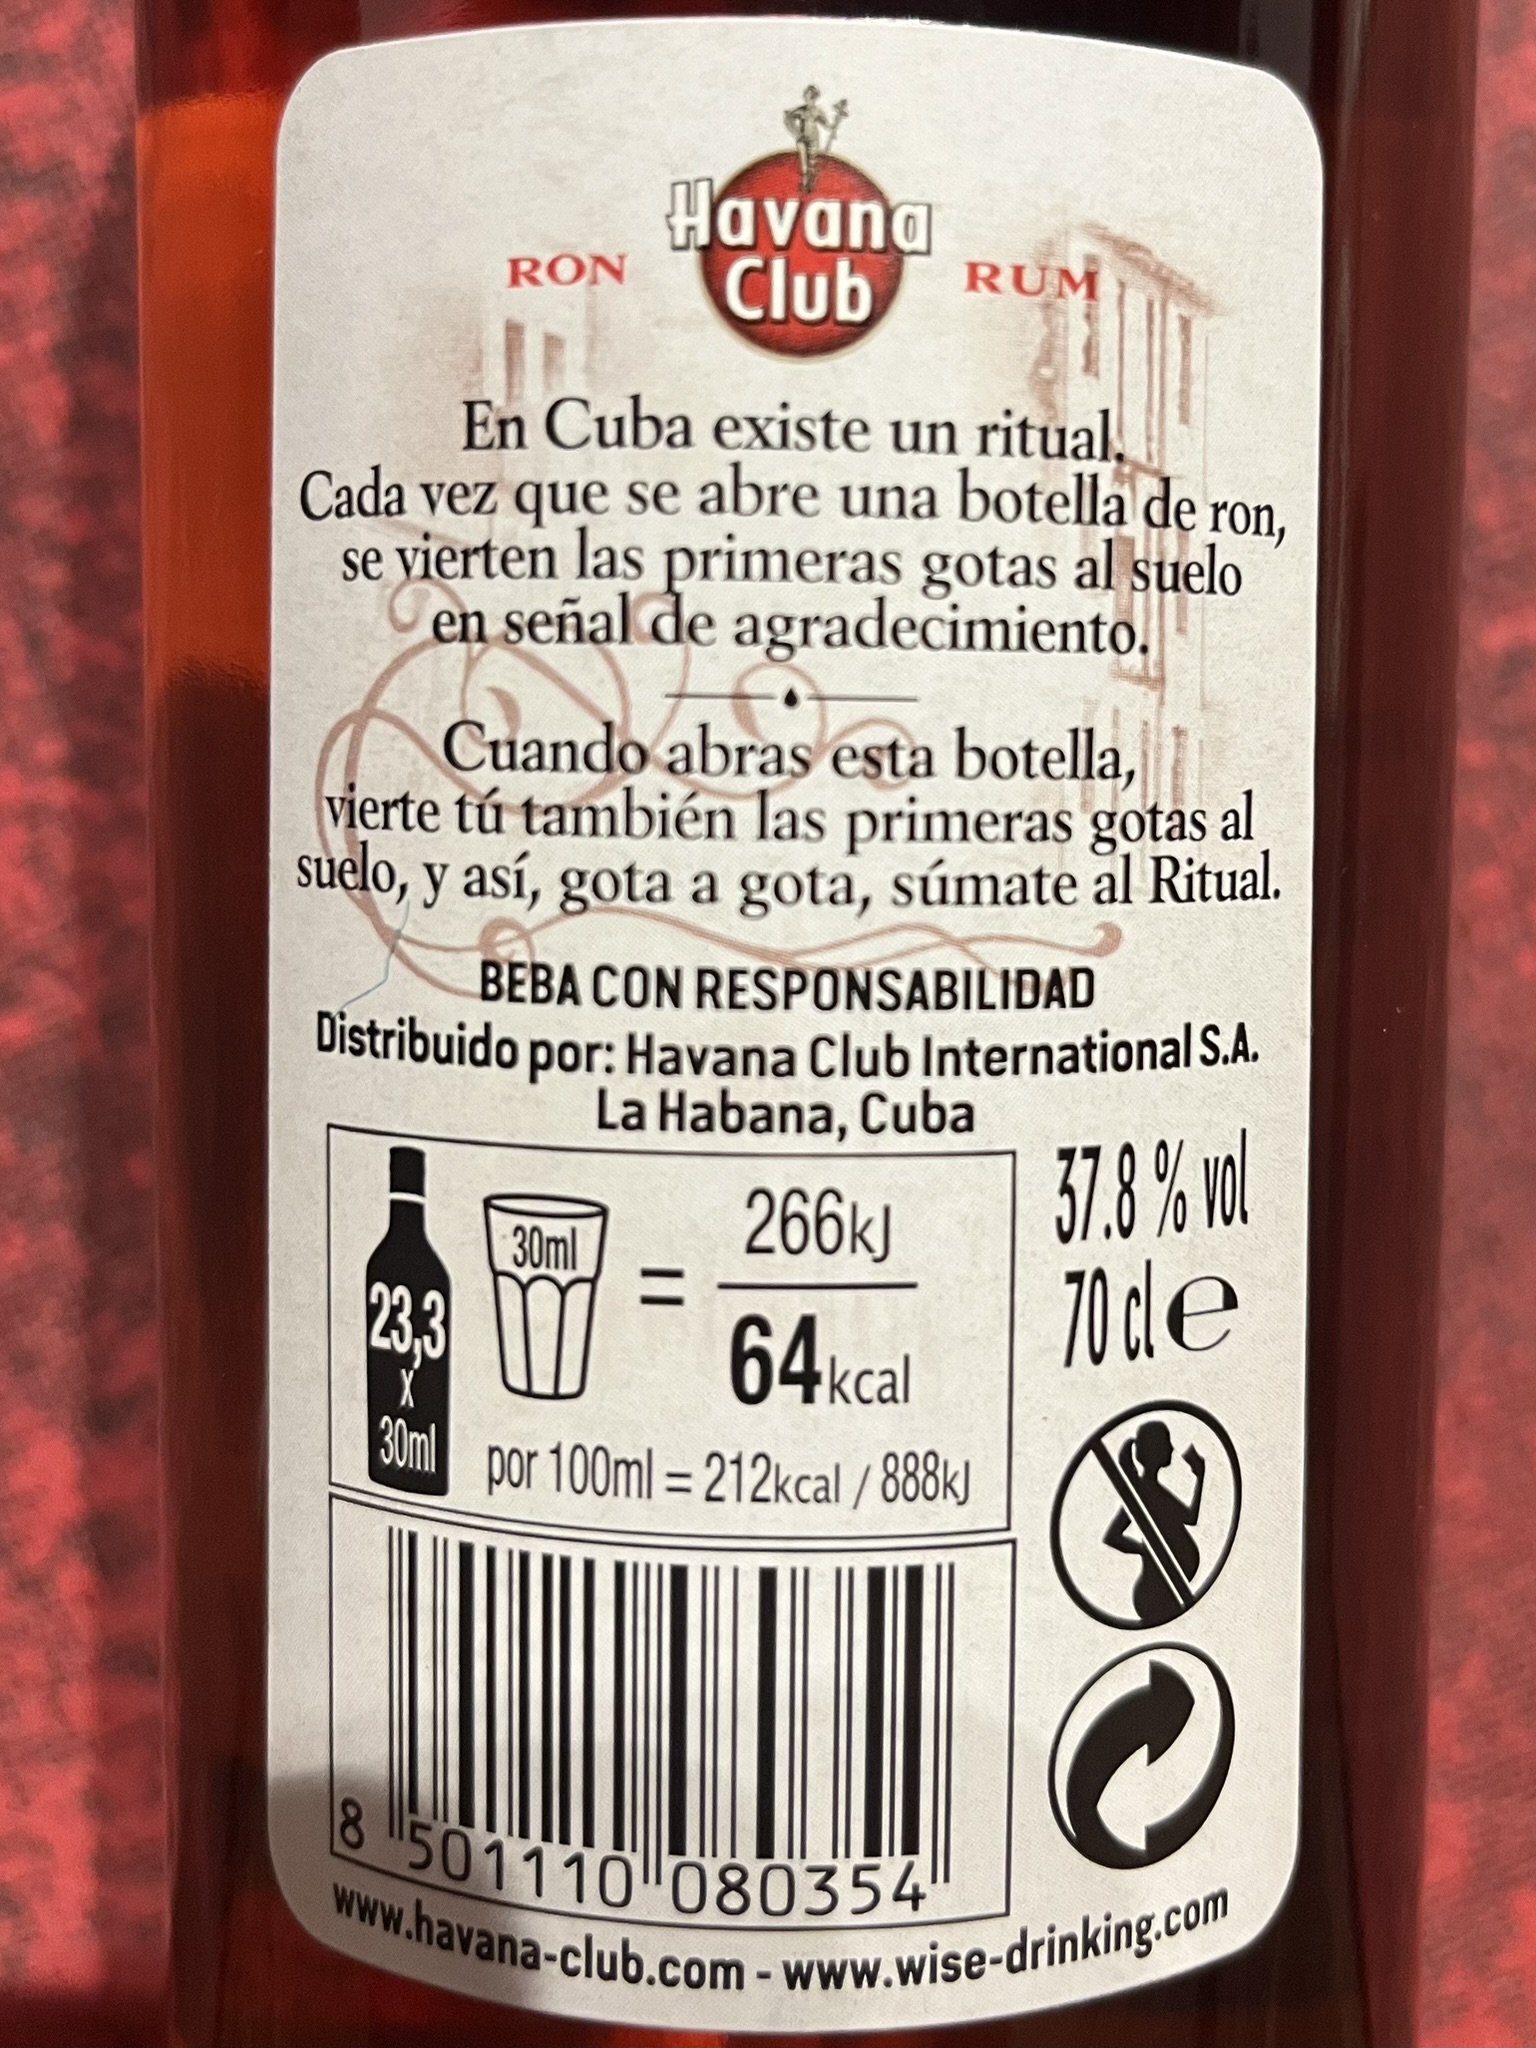 Havana
RON Club RUM
En Cuba existe un ritual.
Cada vez que se abre una botella de ron,
se vierten las primeras gotas al suelo
en señal de agradecimiento.
Cuando abras esta botella,
vierte tú también las primeras gotas al
suelo, y así, gota a gota, súmate al Ritual.
BEBA CON RESPONSABILIDAD
Distribuido por: Havana Club International S.A.
La Habana, Cuba
37.8 % vol
70 cl e
23,3
x
30ml
30ml
=
266kJ
64kcal
por 100ml = 212kcal / 888kJ
8 501110 080354
www.havana-club.com - www.wise-drinking.com